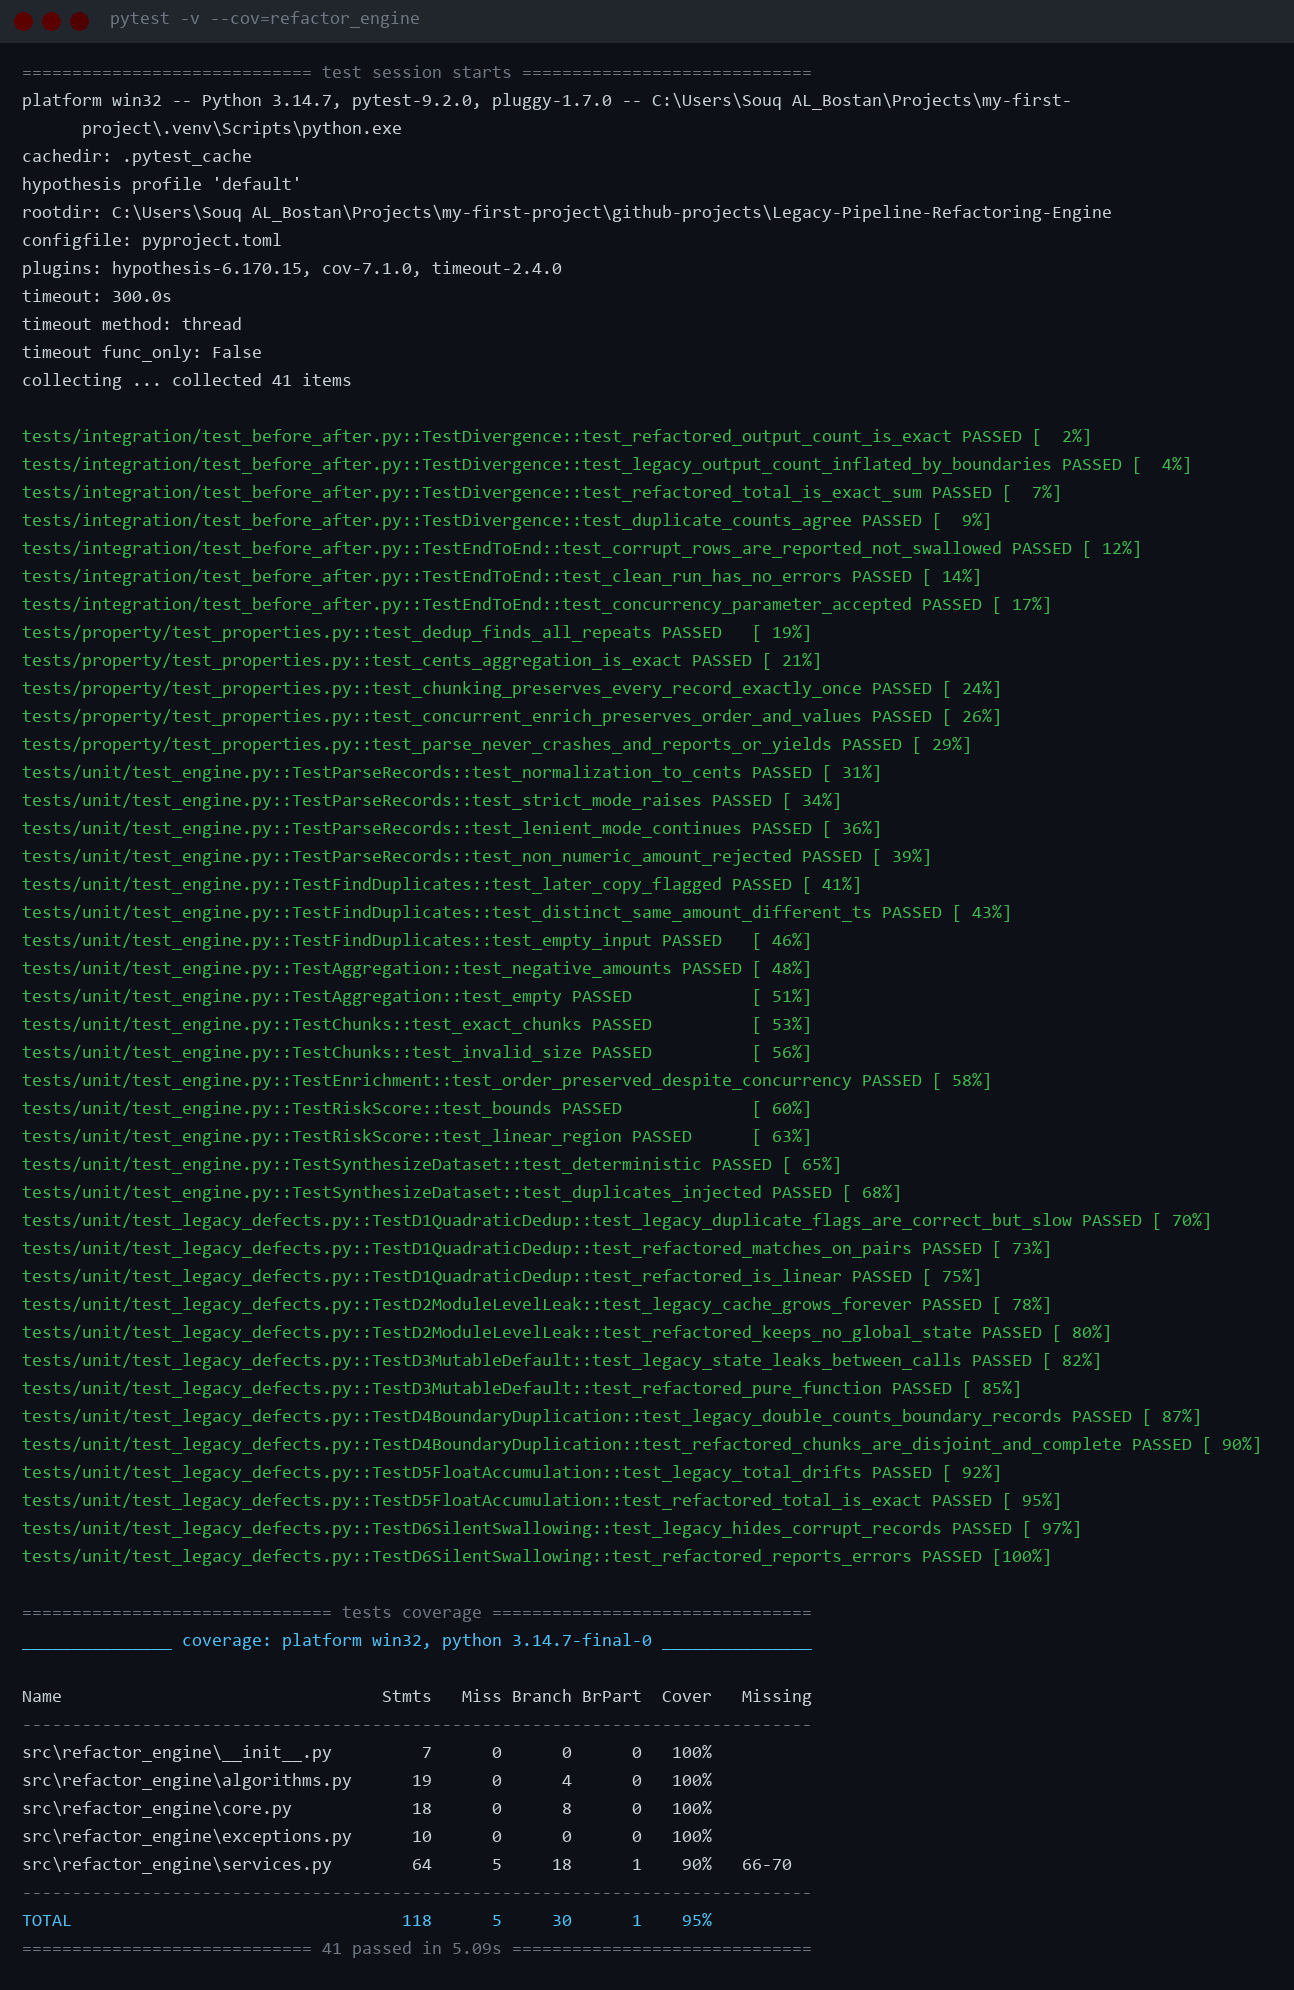 pytest -v --cov=refactor_engine
============================= test session starts =============================
platform win32 -- Python 3.14.7, pytest-9.2.0, pluggy-1.7.0 -- C:\Users\Souq AL_Bostan\Projects\my-first-
      project\.venv\Scripts\python.exe
cachedir: .pytest_cache
hypothesis profile 'default'
rootdir: C:\Users\Souq AL_Bostan\Projects\my-first-project\github-projects\Legacy-Pipeline-Refactoring-Engine
configfile: pyproject.toml
plugins: hypothesis-6.170.15, cov-7.1.0, timeout-2.4.0
timeout: 300.0s
timeout method: thread
timeout func_only: False
collecting ... collected 41 items

tests/integration/test_before_after.py::TestDivergence::test_refactored_output_count_is_exact PASSED [  2%]
tests/integration/test_before_after.py::TestDivergence::test_legacy_output_count_inflated_by_boundaries PASSED [  4%]
tests/integration/test_before_after.py::TestDivergence::test_refactored_total_is_exact_sum PASSED [  7%]
tests/integration/test_before_after.py::TestDivergence::test_duplicate_counts_agree PASSED [  9%]
tests/integration/test_before_after.py::TestEndToEnd::test_corrupt_rows_are_reported_not_swallowed PASSED [ 12%]
tests/integration/test_before_after.py::TestEndToEnd::test_clean_run_has_no_errors PASSED [ 14%]
tests/integration/test_before_after.py::TestEndToEnd::test_concurrency_parameter_accepted PASSED [ 17%]
tests/property/test_properties.py::test_dedup_finds_all_repeats PASSED   [ 19%]
tests/property/test_properties.py::test_cents_aggregation_is_exact PASSED [ 21%]
tests/property/test_properties.py::test_chunking_preserves_every_record_exactly_once PASSED [ 24%]
tests/property/test_properties.py::test_concurrent_enrich_preserves_order_and_values PASSED [ 26%]
tests/property/test_properties.py::test_parse_never_crashes_and_reports_or_yields PASSED [ 29%]
tests/unit/test_engine.py::TestParseRecords::test_normalization_to_cents PASSED [ 31%]
tests/unit/test_engine.py::TestParseRecords::test_strict_mode_raises PASSED [ 34%]
tests/unit/test_engine.py::TestParseRecords::test_lenient_mode_continues PASSED [ 36%]
tests/unit/test_engine.py::TestParseRecords::test_non_numeric_amount_rejected PASSED [ 39%]
tests/unit/test_engine.py::TestFindDuplicates::test_later_copy_flagged PASSED [ 41%]
tests/unit/test_engine.py::TestFindDuplicates::test_distinct_same_amount_different_ts PASSED [ 43%]
tests/unit/test_engine.py::TestFindDuplicates::test_empty_input PASSED   [ 46%]
tests/unit/test_engine.py::TestAggregation::test_negative_amounts PASSED [ 48%]
tests/unit/test_engine.py::TestAggregation::test_empty PASSED            [ 51%]
tests/unit/test_engine.py::TestChunks::test_exact_chunks PASSED          [ 53%]
tests/unit/test_engine.py::TestChunks::test_invalid_size PASSED          [ 56%]
tests/unit/test_engine.py::TestEnrichment::test_order_preserved_despite_concurrency PASSED [ 58%]
tests/unit/test_engine.py::TestRiskScore::test_bounds PASSED             [ 60%]
tests/unit/test_engine.py::TestRiskScore::test_linear_region PASSED      [ 63%]
tests/unit/test_engine.py::TestSynthesizeDataset::test_deterministic PASSED [ 65%]
tests/unit/test_engine.py::TestSynthesizeDataset::test_duplicates_injected PASSED [ 68%]
tests/unit/test_legacy_defects.py::TestD1QuadraticDedup::test_legacy_duplicate_flags_are_correct_but_slow PASSED [ 70%]
tests/unit/test_legacy_defects.py::TestD1QuadraticDedup::test_refactored_matches_on_pairs PASSED [ 73%]
tests/unit/test_legacy_defects.py::TestD1QuadraticDedup::test_refactored_is_linear PASSED [ 75%]
tests/unit/test_legacy_defects.py::TestD2ModuleLevelLeak::test_legacy_cache_grows_forever PASSED [ 78%]
tests/unit/test_legacy_defects.py::TestD2ModuleLevelLeak::test_refactored_keeps_no_global_state PASSED [ 80%]
tests/unit/test_legacy_defects.py::TestD3MutableDefault::test_legacy_state_leaks_between_calls PASSED [ 82%]
tests/unit/test_legacy_defects.py::TestD3MutableDefault::test_refactored_pure_function PASSED [ 85%]
tests/unit/test_legacy_defects.py::TestD4BoundaryDuplication::test_legacy_double_counts_boundary_records PASSED [ 87%]
tests/unit/test_legacy_defects.py::TestD4BoundaryDuplication::test_refactored_chunks_are_disjoint_and_complete PASSED [ 90%]
tests/unit/test_legacy_defects.py::TestD5FloatAccumulation::test_legacy_total_drifts PASSED [ 92%]
tests/unit/test_legacy_defects.py::TestD5FloatAccumulation::test_refactored_total_is_exact PASSED [ 95%]
tests/unit/test_legacy_defects.py::TestD6SilentSwallowing::test_legacy_hides_corrupt_records PASSED [ 97%]
tests/unit/test_legacy_defects.py::TestD6SilentSwallowing::test_refactored_reports_errors PASSED [100%]

=============================== tests coverage ================================
_______________ coverage: platform win32, python 3.14.7-final-0 _______________

Name                                Stmts   Miss Branch BrPart  Cover   Missing
-------------------------------------------------------------------------------
src\refactor_engine\__init__.py         7      0      0      0   100%
src\refactor_engine\algorithms.py      19      0      4      0   100%
src\refactor_engine\core.py            18      0      8      0   100%
src\refactor_engine\exceptions.py      10      0      0      0   100%
src\refactor_engine\services.py        64      5     18      1    90%   66-70
-------------------------------------------------------------------------------
TOTAL                                 118      5     30      1    95%
============================= 41 passed in 5.09s ==============================